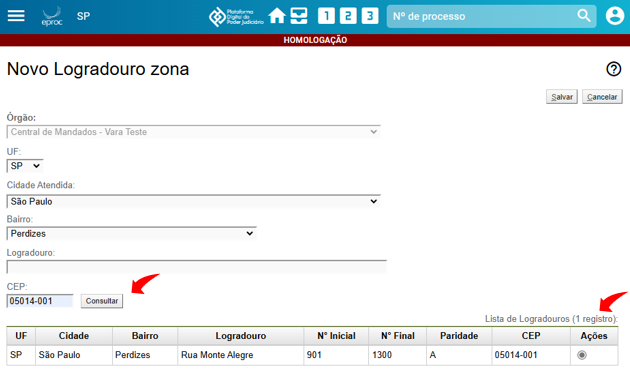 eproc
SP
Plataforma
Digital do
Poder Judiciário
1 2 3
Nº de processo
HOMOLOGAÇÃO
Novo Logradouro zona
Salvar Cancelar
Órgão:
Central de Mandados - Vara Teste
UF:
SP
Cidade Atendida:
São Paulo
Bairro:
Perdizes
Logradouro:
CEP:
05014-001 Consultar
Lista de Logradouros (1 registro):
UF Cidade Bairro Logradouro N° Inicial N° Final Paridade CEP Ações
SP São Paulo Perdizes Rua Monte Alegre 901 1300 A 05014-001